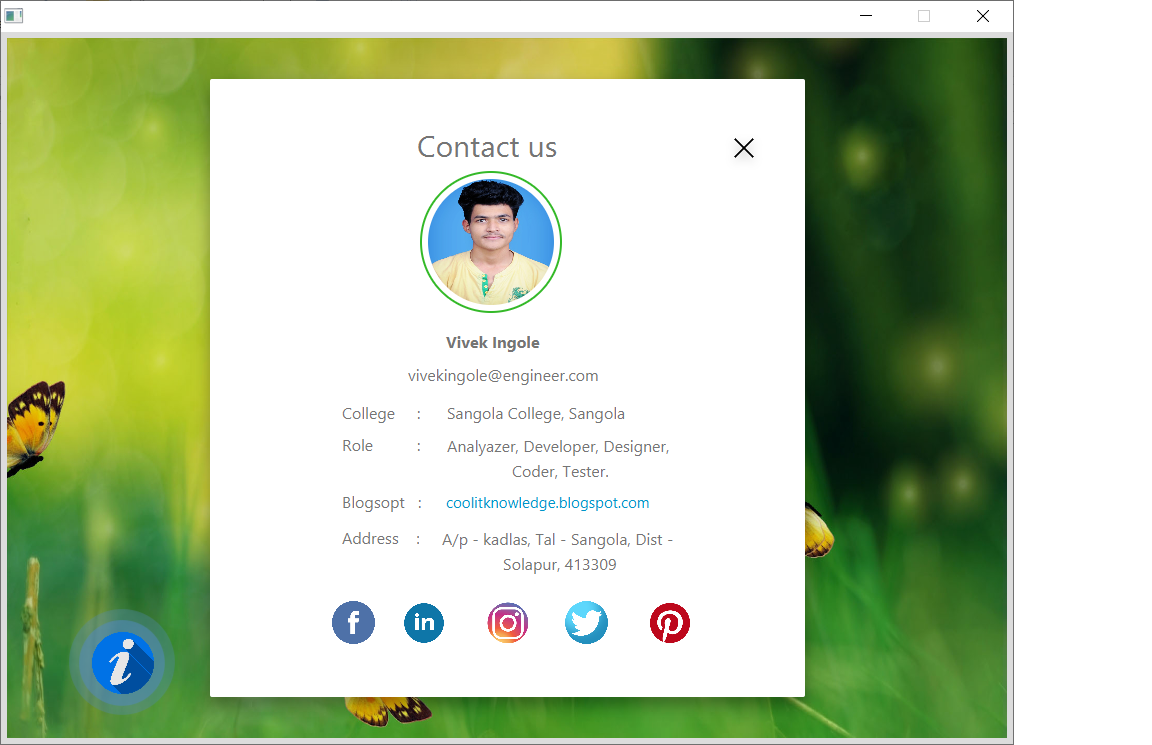 Contact us
Vivek Ingole
vivekingole@engineer.com
College : Sangola College, Sangola
Role : Analyazer, Developer, Designer,
Coder, Tester.
Blogsopt : coolitknowledge.blogspot.com
Address : A/p - kadlas, Tal - Sangola, Dist -
Solapur, 413309
f in
i